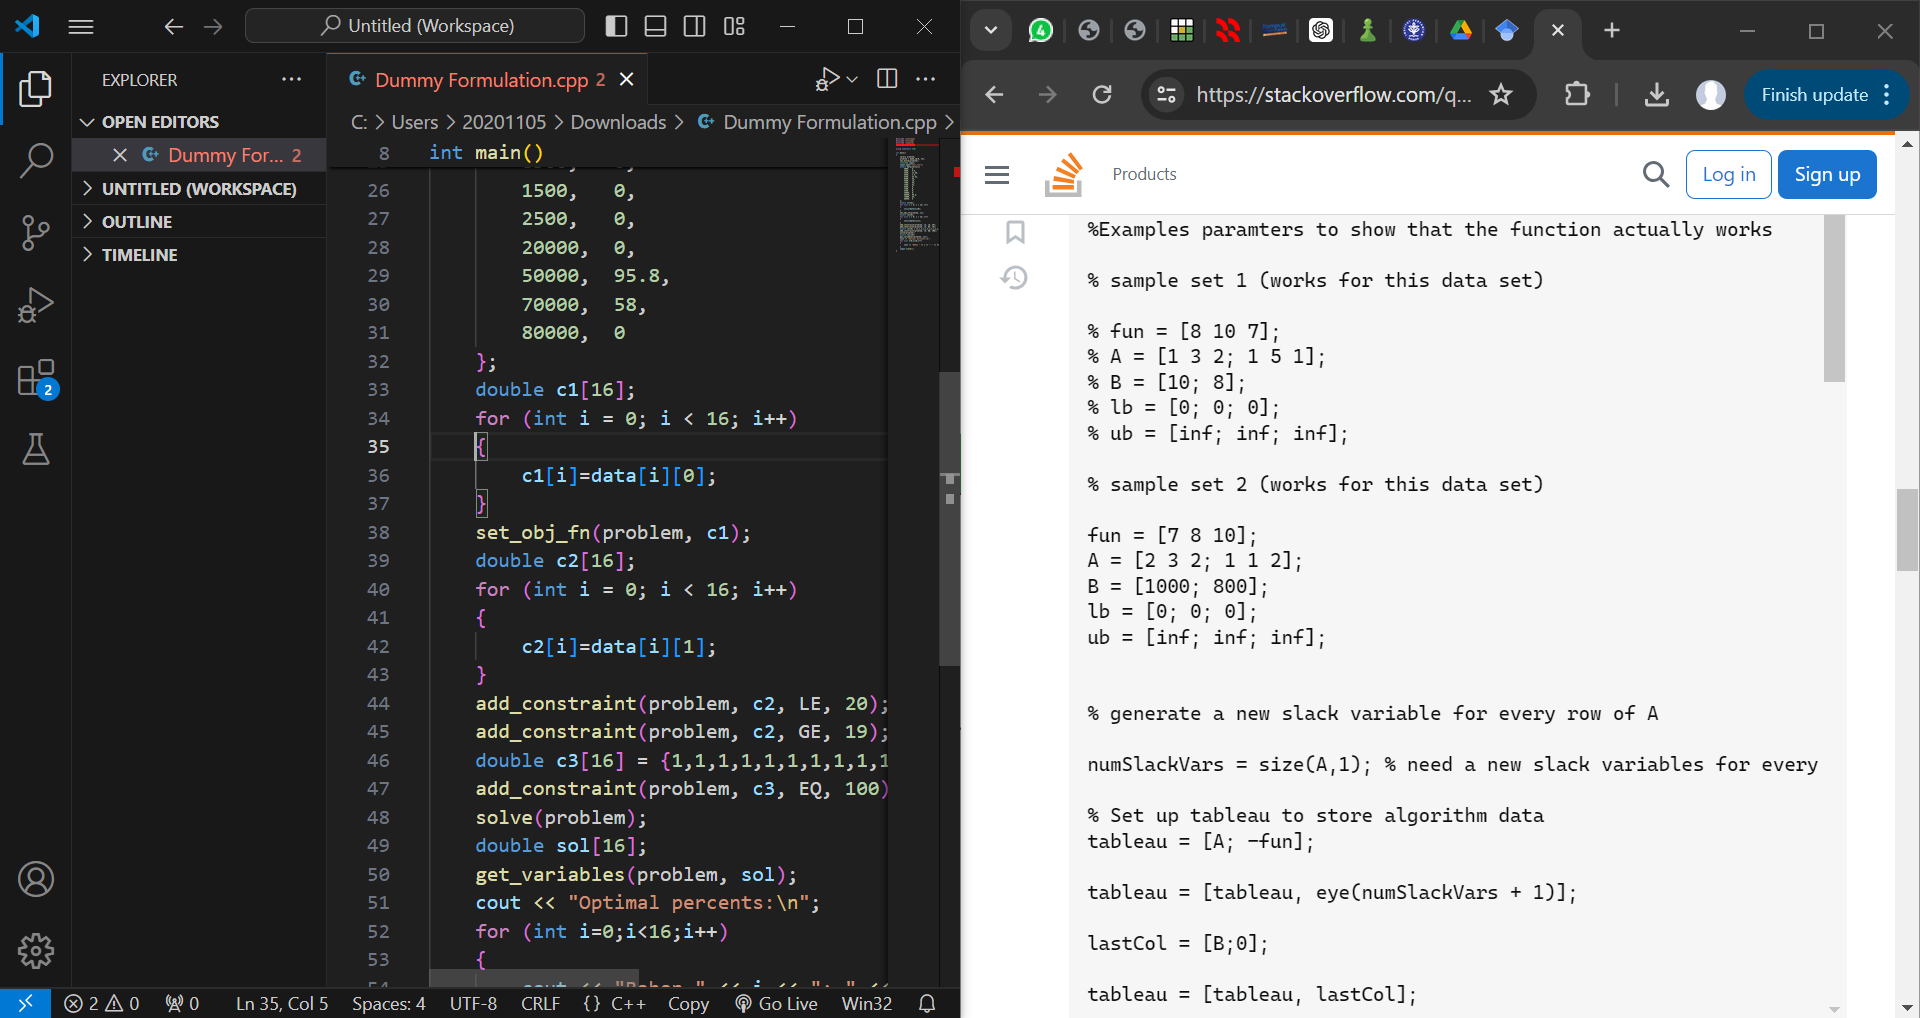 Untitled (Workspace)
EXPLORER
OPEN EDITORS
Dummy For... 2
UNTITLED (WORKSPACE)
OUTLINE
TIMELINE
2
Dummy Formulation.cpp 2
C: > Users > 20201105 > Downloads > Dummy Formulation.cpp >
8 int main()
26 1500, 0,
27 2500, 0,
28 20000, 0,
29 50000, 95.8,
30 70000, 58,
31 80000, 0
32 };
33 double c1[16];
34 for (int i = 0; i < 16; i++)
35 {
36 c1[i]=data[i][0];
37 }
38 set_obj_fn(problem, c1);
39 double c2[16];
40 for (int i = 0; i < 16; i++)
41 {
42 c2[i]=data[i][1];
43 }
44 add_constraint(problem, c2, LE, 20);
45 add_constraint(problem, c2, GE, 19);
46 double c3[16] = {1,1,1,1,1,1,1,1,1,1
47 add_constraint(problem, c3, EQ, 100)
48 solve(problem);
49 double sol[16];
50 get_variables(problem, sol);
51 cout << "Optimal percents:\n";
52 for (int i=0;i<16;i++)
53 {
2 0 0 Ln 35, Col 5 Spaces: 4 UTF-8 CRLF {} C++ Copy Go Live Win32
4
https://stackoverflow.com/q...
Finish update
Products
Log in
Sign up
%Examples paramters to show that the function actually works
% sample set 1 (works for this data set)
% fun = [8 10 7];
% A = [1 3 2; 1 5 1];
% B = [10; 8];
% lb = [0; 0; 0];
% ub = [inf; inf; inf];
% sample set 2 (works for this data set)
fun = [7 8 10];
A = [2 3 2; 1 1 2];
B = [1000; 800];
lb = [0; 0; 0];
ub = [inf; inf; inf];
% generate a new slack variable for every row of A
numSlackVars = size(A,1); % need a new slack variables for every
% Set up tableau to store algorithm data
tableau = [A; -fun];
tableau = [tableau, eye(numSlackVars + 1)];
lastCol = [B;0];
tableau = [tableau, lastCol];